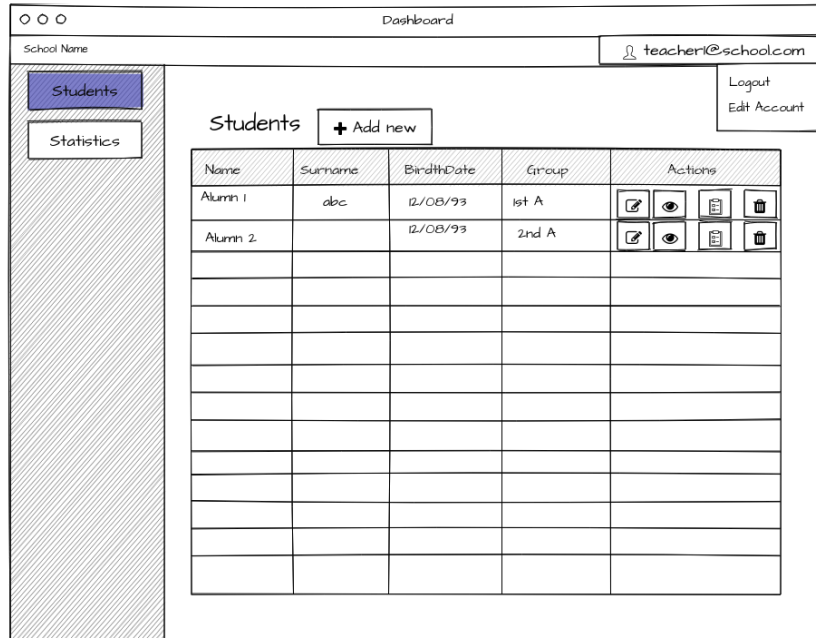 Dashboard
School Name
teacher1@school.com
Logout
Edit Account
Students
Statistics
Students
Add new
Name Surname BirdthDate Group Actions
Alumn 1 abc 12/08/93 1st A
Alumn 2 12/08/93 2nd A